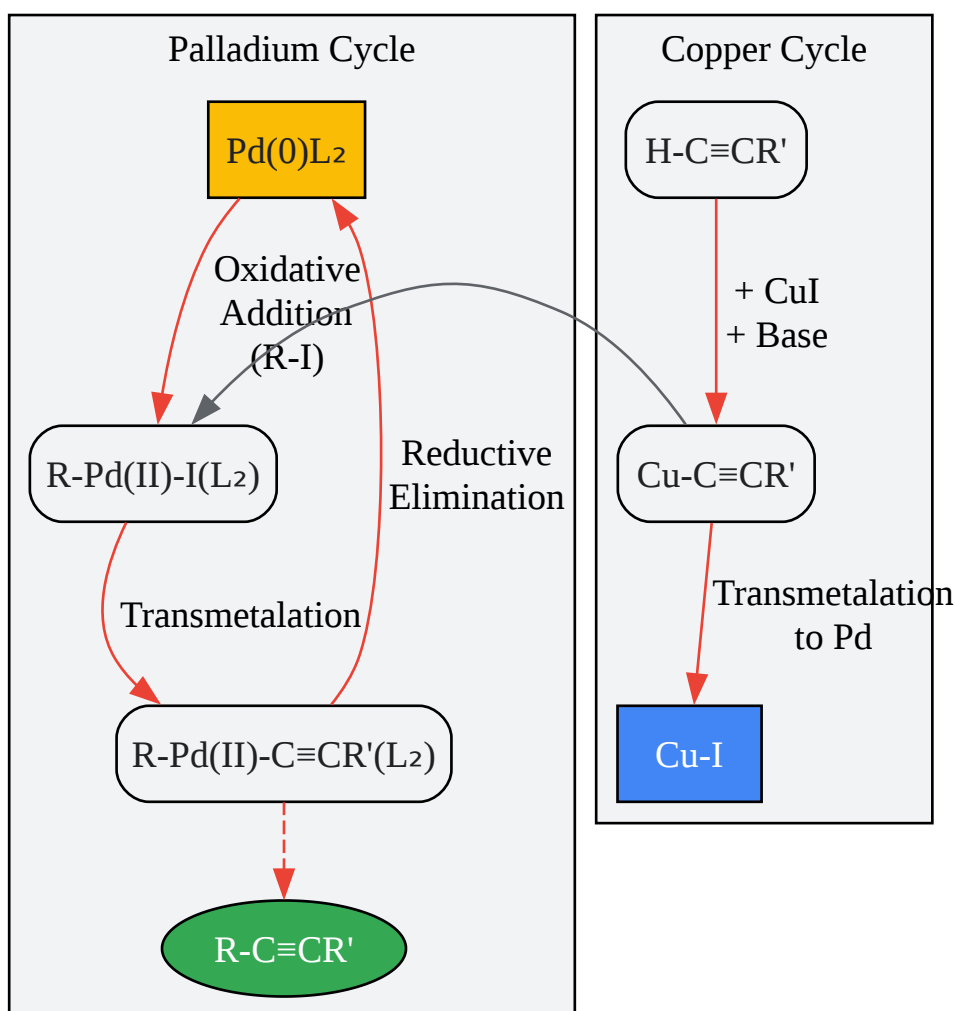 Palladium Cycle
Pd(0)L₂
Oxidative
Addition
(R-I)
R-Pd(II)-I(L₂)
Reductive
Elimination
Transmetalation
R-Pd(II)-C≡CR'(L₂)
R-C≡CR'
Copper Cycle
H-C≡CR'
+ CuI
+ Base
Cu-C≡CR'
Transmetalation
to Pd
Cu-I